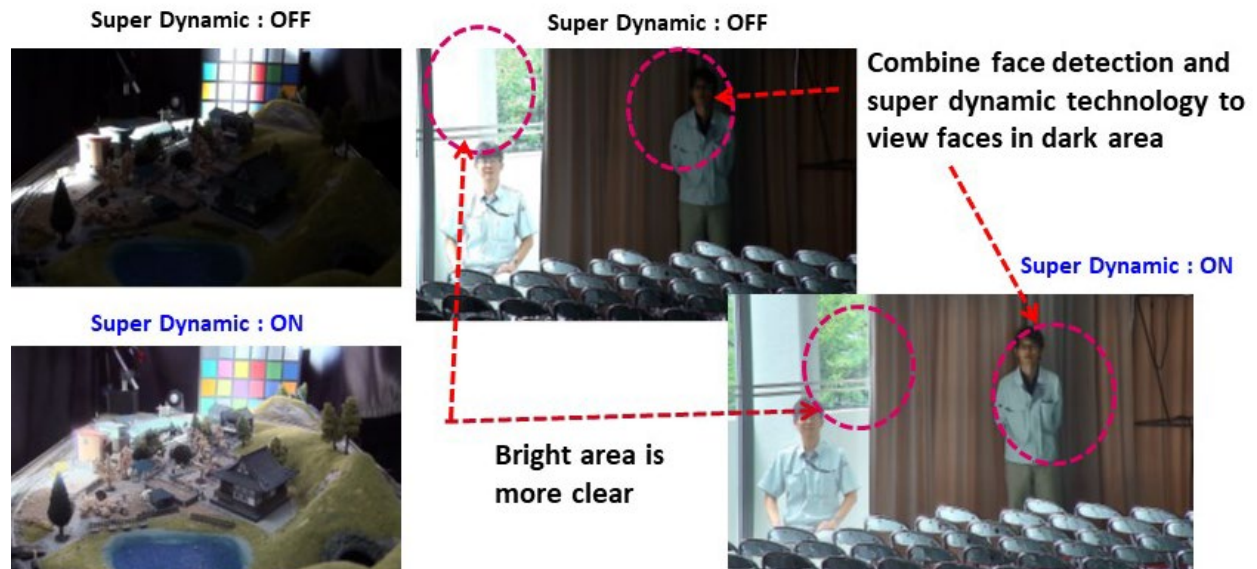 Super Dynamic : OFF
Super Dynamic : OFF
Combine face detection and
super dynamic technology to
view faces in dark area
Super Dynamic : ON
Super Dynamic : ON
Bright area is
more clear